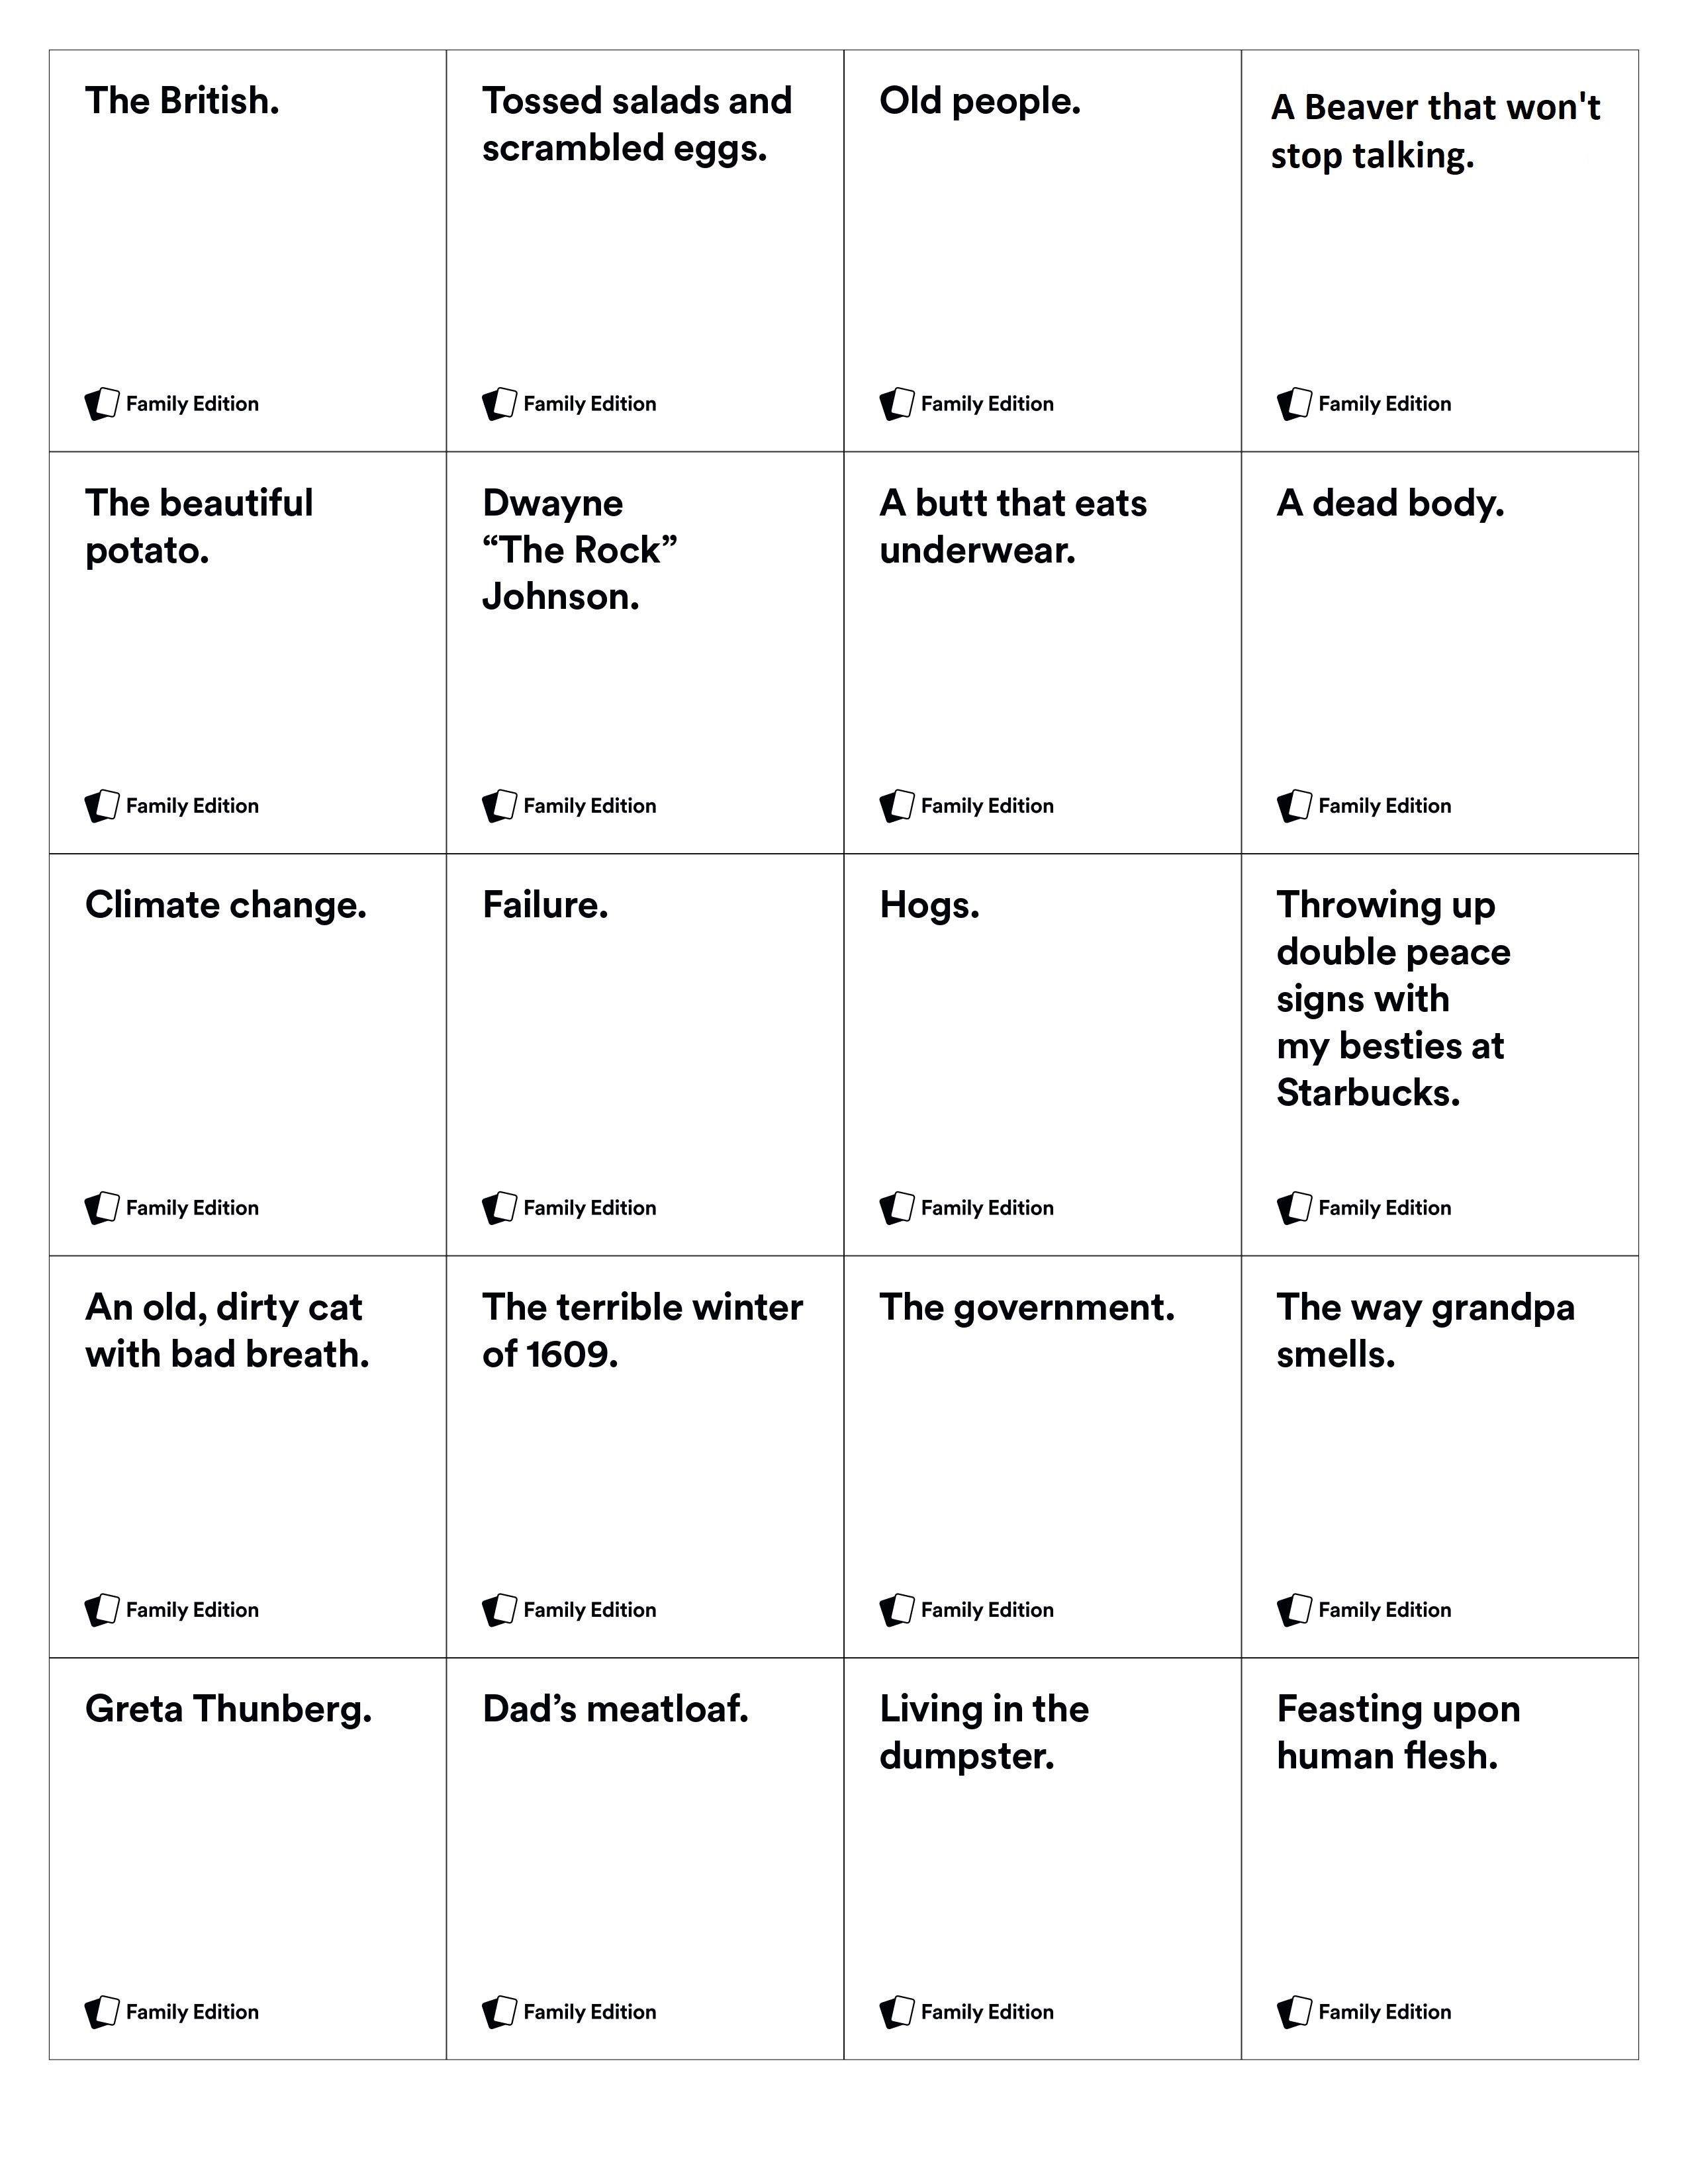 The British.
Tossed salads and
scrambled eggs.
Old people.
A Beaver that won't
stop talking.
Family Edition
Family Edition
Family Edition
Family Edition
The beautiful
potato.
Dwayne
“The Rock”
Johnson.
A butt that eats
underwear.
A dead body.
Family Edition
Family Edition
Family Edition
Family Edition
Climate change.
Failure.
Hogs.
Throwing up
double peace
signs with
my besties at
Starbucks.
Family Edition
Family Edition
Family Edition
Family Edition
An old, dirty cat
with bad breath.
The terrible winter
of 1609.
The government.
The way grandpa
smells.
Family Edition
Family Edition
Family Edition
Family Edition
Greta Thunberg.
Dad’s meatloaf.
Living in the
dumpster.
Feasting upon
human flesh.
Family Edition
Family Edition
Family Edition
Family Edition